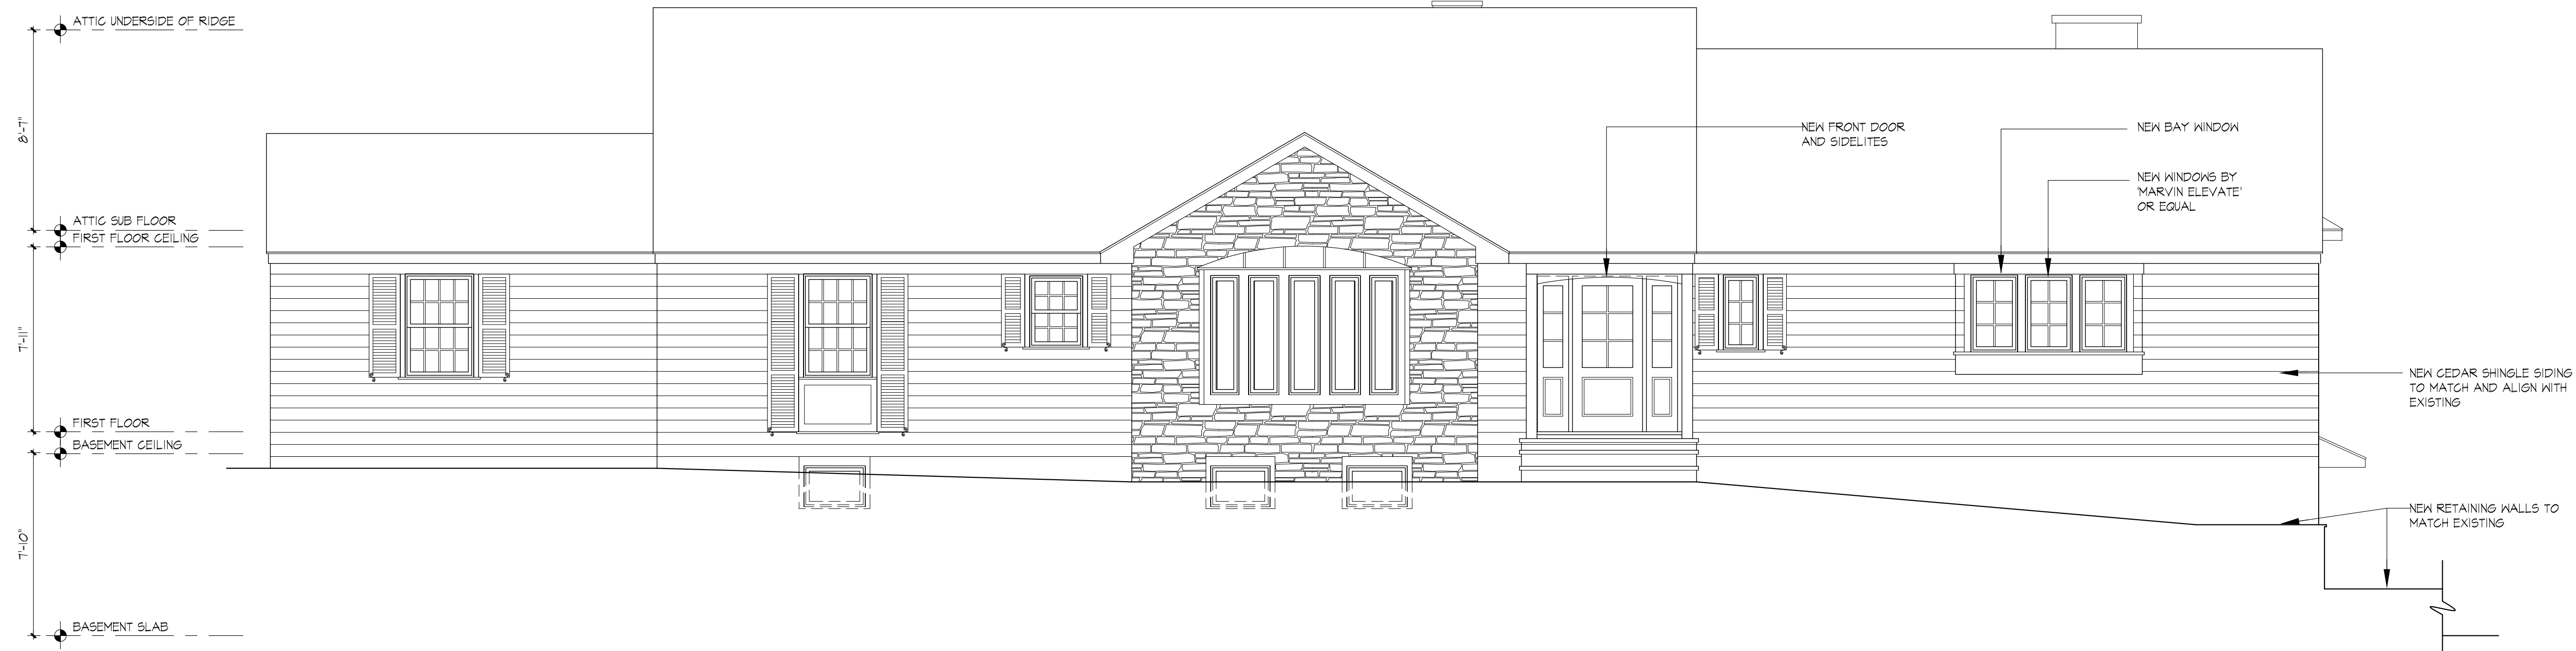 ATTIC UNDERSIDE OF RIDGE
8'-7"
ATTIC SUB FLOOR
FIRST FLOOR CEILING
7'-11"
FIRST FLOOR
BASEMENT CEILING
7'-10"
BASEMENT SLAB
NEW FRONT DOOR
AND SIDELITES
NEW BAY WINDOW
NEW WINDOWS BY
'MARVIN ELEVATE'
OR EQUAL
NEW CEDAR SHINGLE SIDING
TO MATCH AND ALIGN WITH
EXISTING
NEW RETAINING WALLS TO
MATCH EXISTING